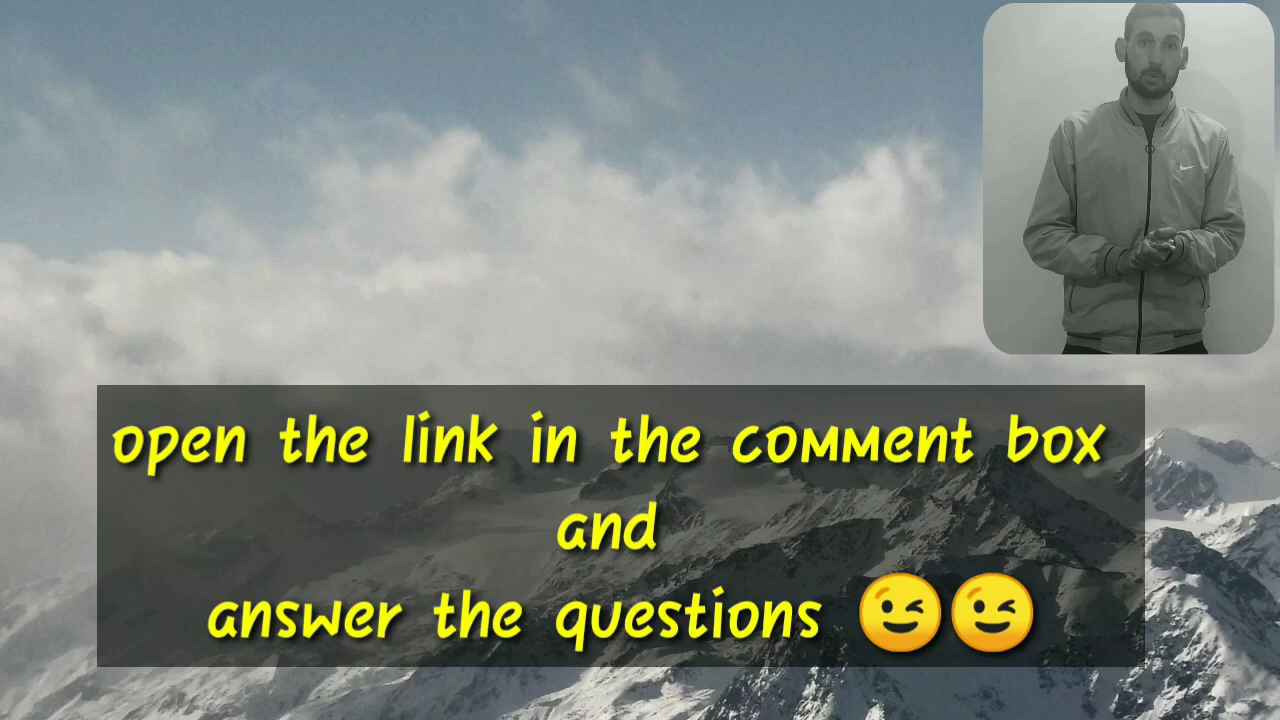 open the link in the comment box
and
answer the questions 😉😉